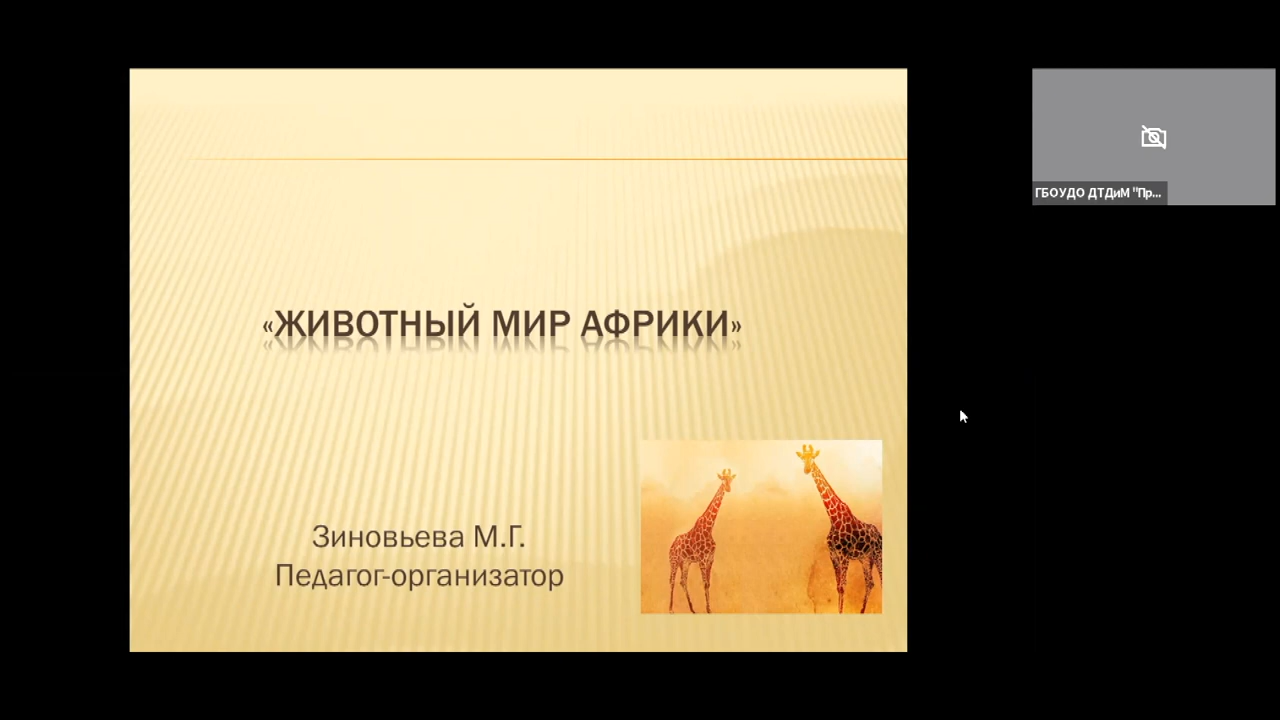 «ЖИВОТНЫЙ МИР АФРИКИ»
Зиновьева М.Г.
Педагог-организатор
ГБОУДО ДТДиМ "Пр...